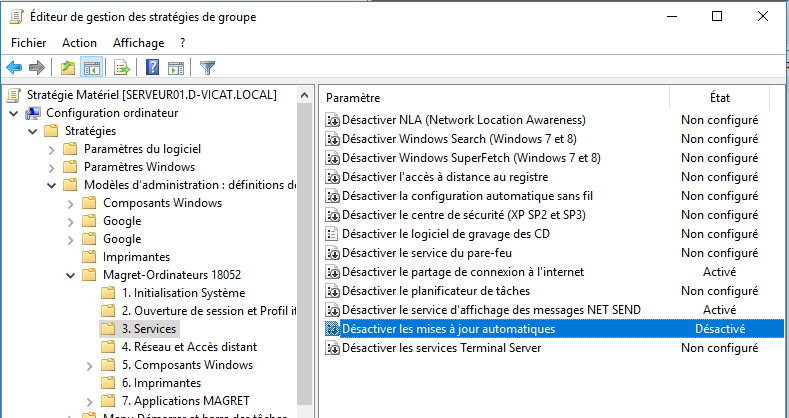 Éditeur de gestion des stratégies de groupe
Fichier Action Affichage ?
Stratégie Matériel [SERVEUR01.D-VICAT.LOCAL]
Configuration ordinateur
Stratégies
Paramètres du logiciel
Paramètres Windows
Modèles d'administration : définitions de
Composants Windows
Google
Google
Imprimantes
Magret-Ordinateurs 18052
1. Initialisation Système
2. Ouverture de session et Profil it
3. Services
4. Réseau et Accès distant
5. Composants Windows
6. Imprimantes
7. Applications MAGRET
Menu Démarrer et barre des tâches
Paramètre État
Désactiver NLA (Network Location Awareness) Non configuré
Désactiver Windows Search (Windows 7 et 8) Non configuré
Désactiver Windows SuperFetch (Windows 7 et 8) Non configuré
Désactiver l'accès à distance au registre Non configuré
Désactiver la configuration automatique sans fil Non configuré
Désactiver le centre de sécurité (XP SP2 et SP3) Non configuré
Désactiver le logiciel de gravage des CD Non configuré
Désactiver le service du pare-feu Non configuré
Désactiver le partage de connexion à l'internet Activé
Désactiver le planificateur de tâches Non configuré
Désactiver le service d'affichage des messages NET SEND Activé
Désactiver les mises à jour automatiques Désactivé
Désactiver les services Terminal Server Non configuré